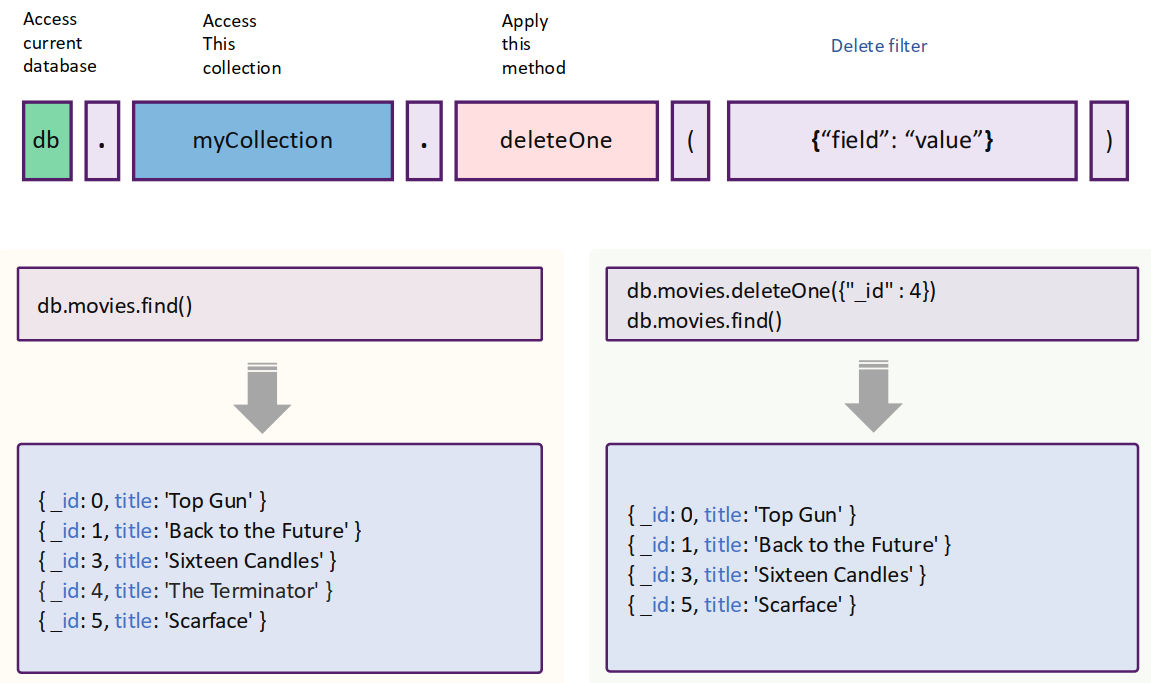 Access
current
database
Access
This
collection
Apply
this
method
Delete filter
db . myCollection . deleteOne ( {“field”: “value”} )
db.movies.find()
{ _id: 0, title: 'Top Gun' }
{ _id: 1, title: 'Back to the Future' }
{ _id: 3, title: 'Sixteen Candles' }
{ _id: 4, title: 'The Terminator' }
{ _id: 5, title: 'Scarface' }
db.movies.deleteOne({"_id" : 4})
db.movies.find()
{ _id: 0, title: 'Top Gun' }
{ _id: 1, title: 'Back to the Future' }
{ _id: 3, title: 'Sixteen Candles' }
{ _id: 5, title: 'Scarface' }